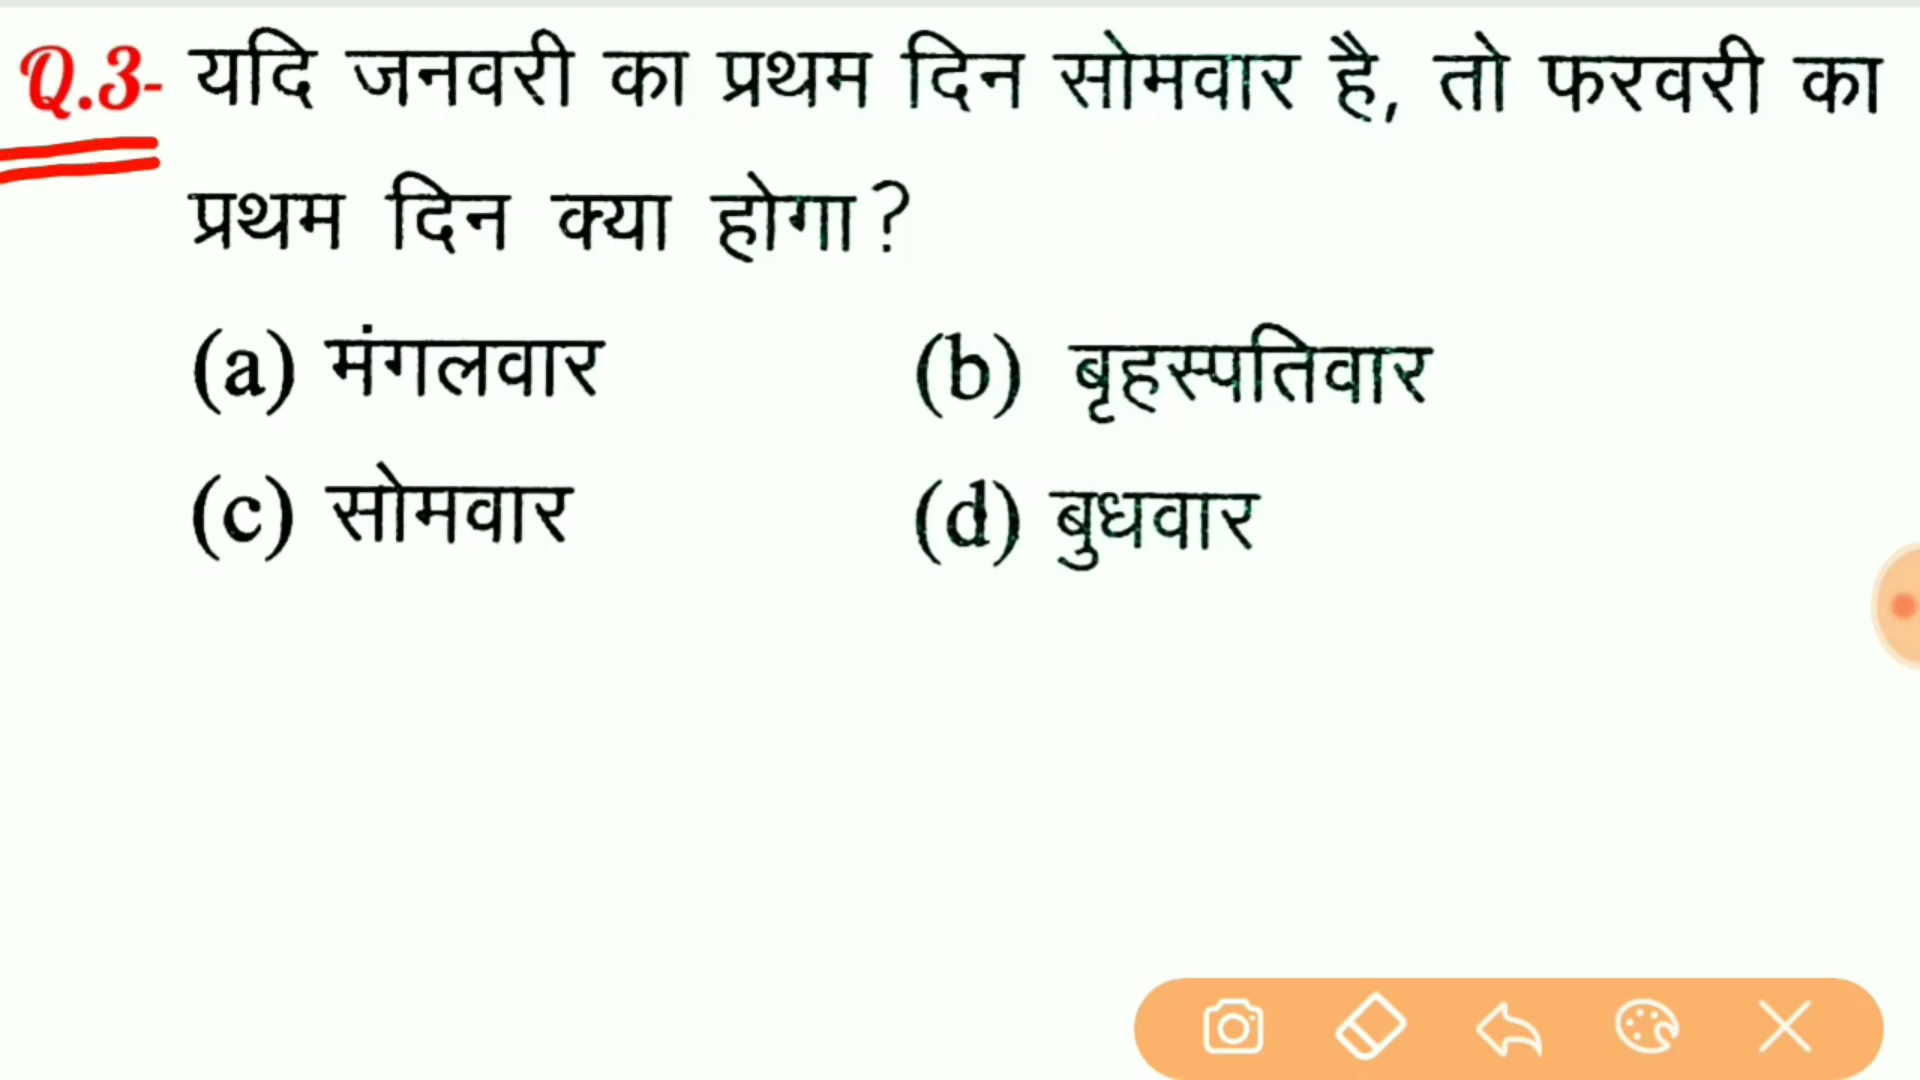 Q.3- यदि जनवरी का प्रथम दिन सोमवार है, तो फरवरी का
प्रथम दिन क्या होगा?
(a) मंगलवार (b) बृहस्पतिवार
(c) सोमवार (d) बुधवार